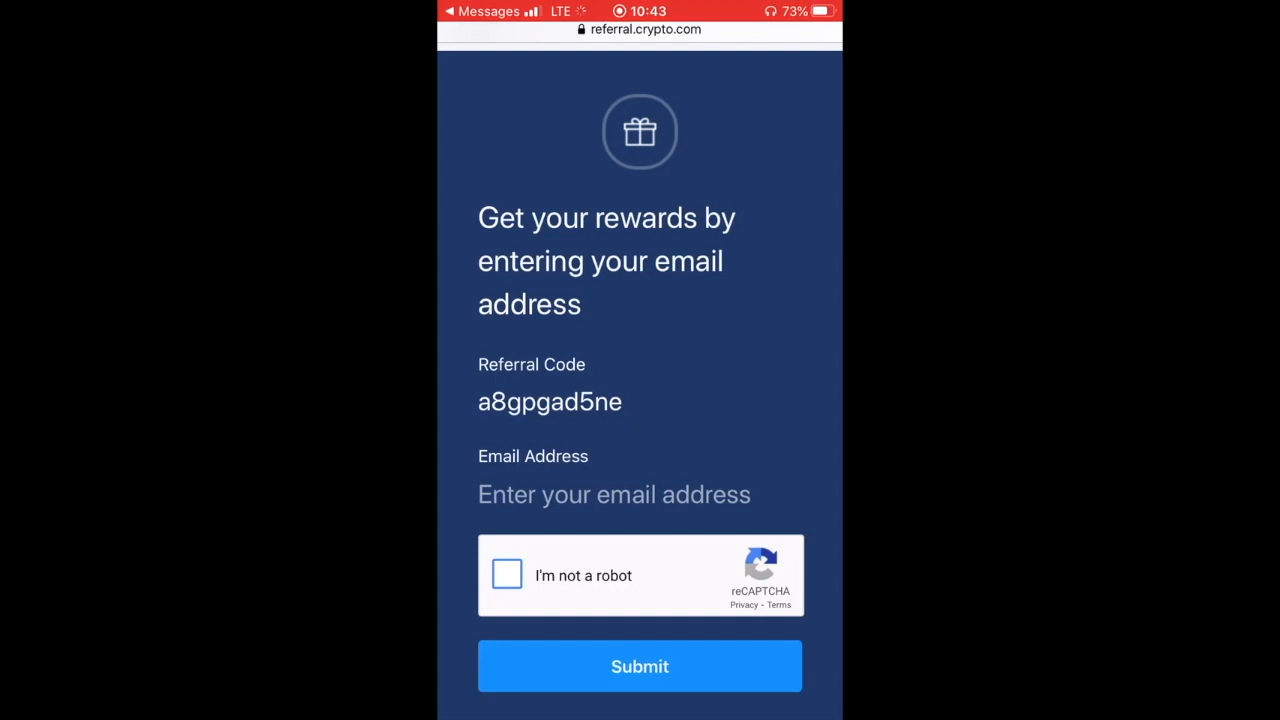 Messages LTE 10:43 73%
referral.crypto.com
Get your rewards by
entering your email
address
Referral Code
a8gpgad5ne
Email Address
Enter your email address
I'm not a robot
reCAPTCHA
Privacy - Terms
Submit